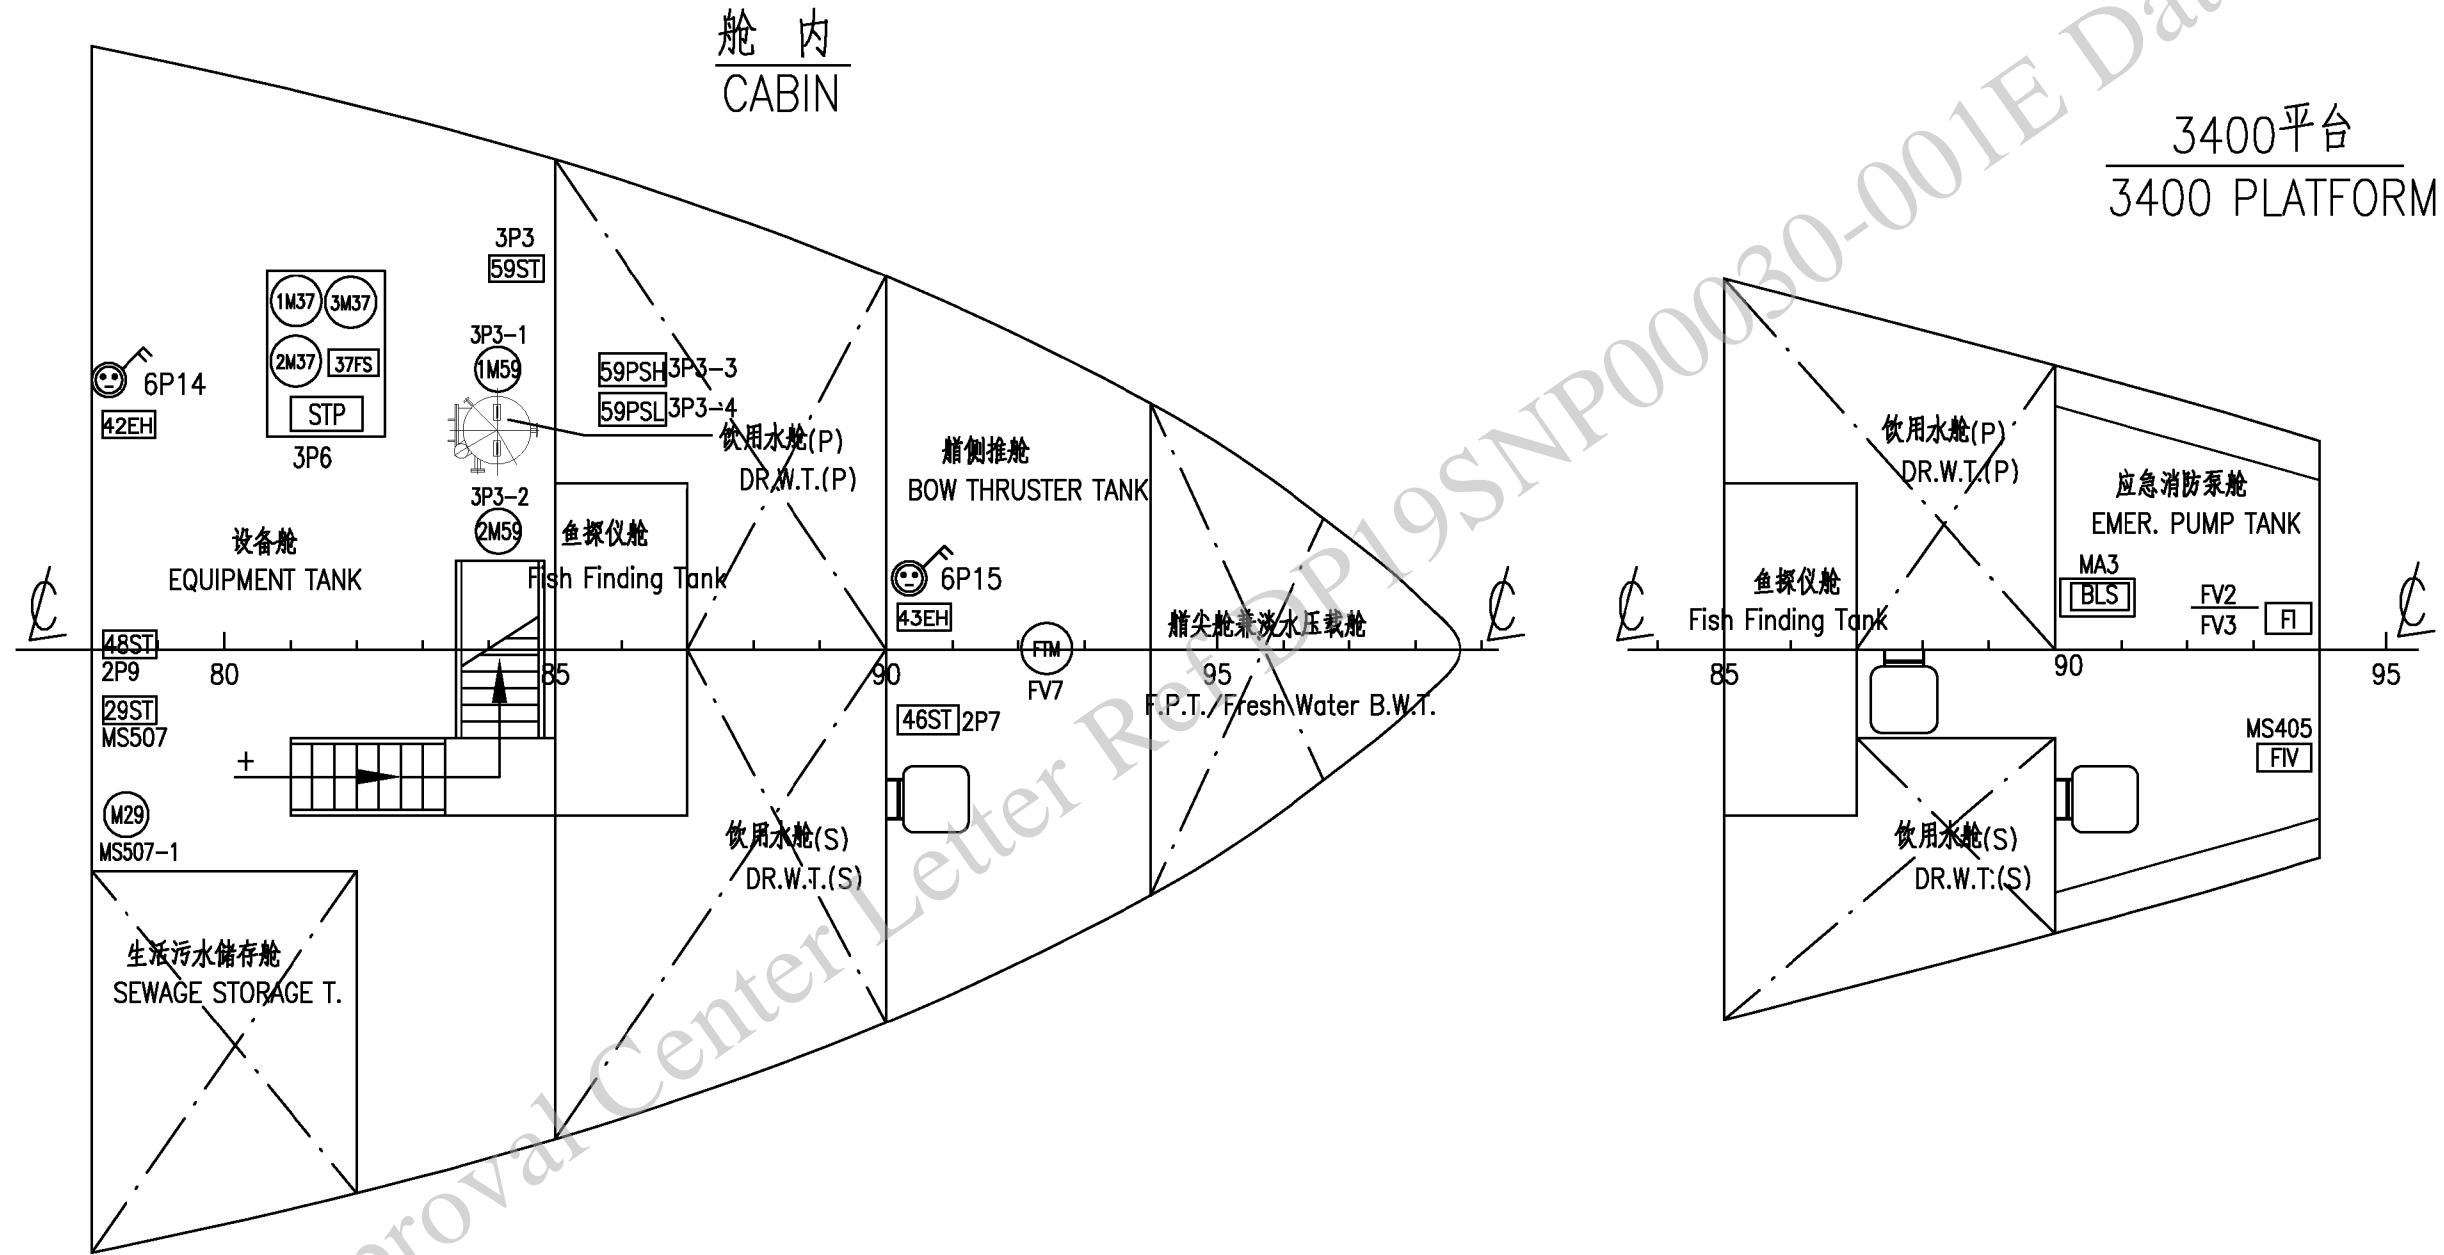 舱 内
CABIN
3400平台
3400 PLATFORM
3P3
59ST
1M37
3M37
2M37
37FS
STP
3P6
3P3-1
1M59
59PSH 3P3-3
59PSL 3P3-4
6P14
42EH
饮用水舱(P)
DR.W.T.(P)
艏侧推舱
BOW THRUSTER TANK
3P3-2
2M59
鱼探仪舱
Fish Finding Tank
设备舱
EQUIPMENT TANK
6P15
43EH
艏尖舱兼淡水压载舱
F.P.T./Fresh Water B.W.T.
48ST
2P9
29ST
MS507
80
85
90
95
FTM
FV7
46ST 2P7
+
M29
MS507-1
饮用水舱(S)
DR.W.T.(S)
生活污水储存舱
SEWAGE STORAGE T.
饮用水舱(P)
DR.W.T.(P)
应急消防泵舱
EMER. PUMP TANK
鱼探仪舱
Fish Finding Tank
MA3
BLS
FV2
FV3
FI
85
90
95
MS405
FIV
饮用水舱(S)
DR.W.T.(S)
proval Center Letter Ref DP19SNP00030-001E Dat